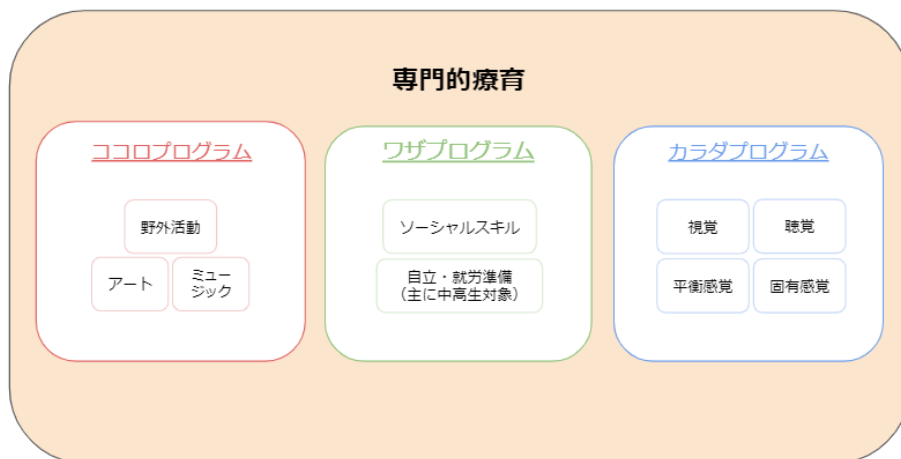 専門的療育
ココロプログラム
野外活動
アート
ミュー
ジック
ワザプログラム
ソーシャルスキル
自立・就労準備
（主に中高生対象）
カラダプログラム
視覚
聴覚
平衡感覚
固有感覚